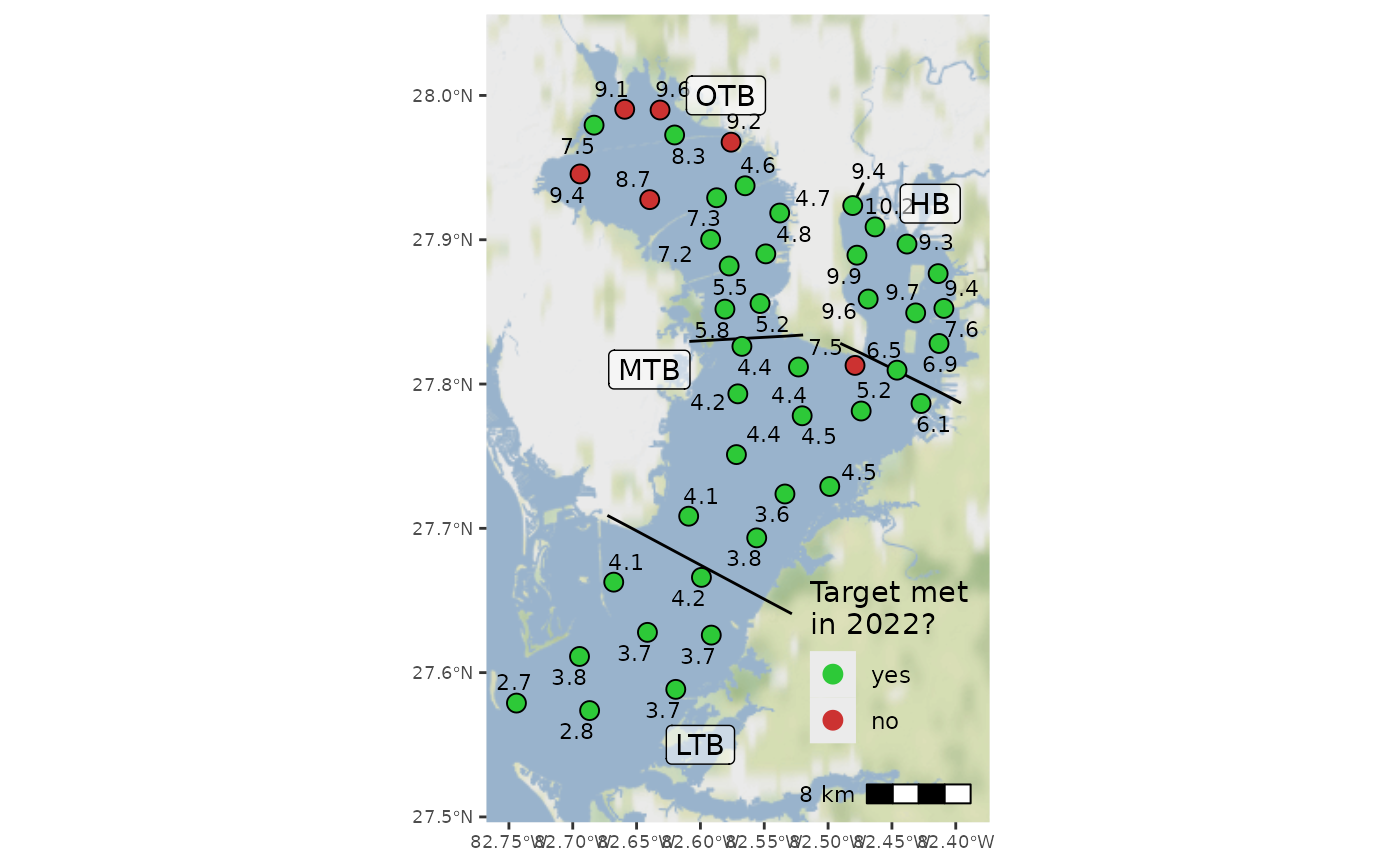 28.0°N
27.9°N
27.8°N
27.7°N
27.6°N
27.5°N
9.1
9.6
OTB
9.2
7.5
8.3
4.6
9.4
8.7
4.7
9.4
7.3
10.2
HB
4.8
7.2
9.3
9.9
5.5
9.7
9.4
9.6
5.8
5.2
7.6
7.5
6.5
MTB
4.4
6.9
4.2
4.4
5.2
4.4
4.5
6.1
4.5
4.1
3.6
3.8
4.1
4.2
Target met
in 2022?
3.7
3.7
yes
3.8
2.7
3.7
no
2.8
LTB
8 km
82.75°W
82.70°W
82.65°W
82.60°W
82.55°W
82.50°W
82.45°W
82.40°W